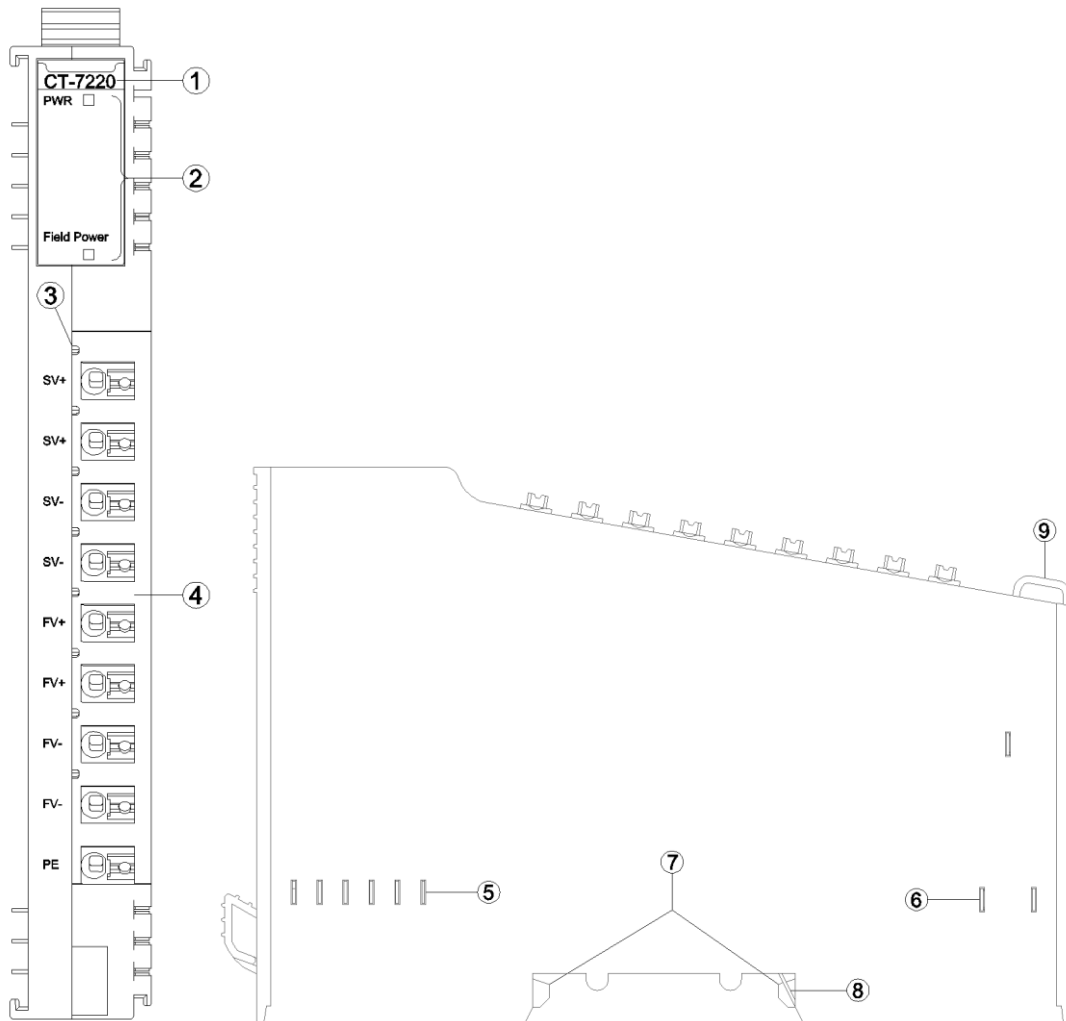 CT-7220
1
PWR
2
Field Power
3
SV+
SV+
SV-
SV-
4
FV+
FV+
FV-
FV-
PE
5
6
7
8
9